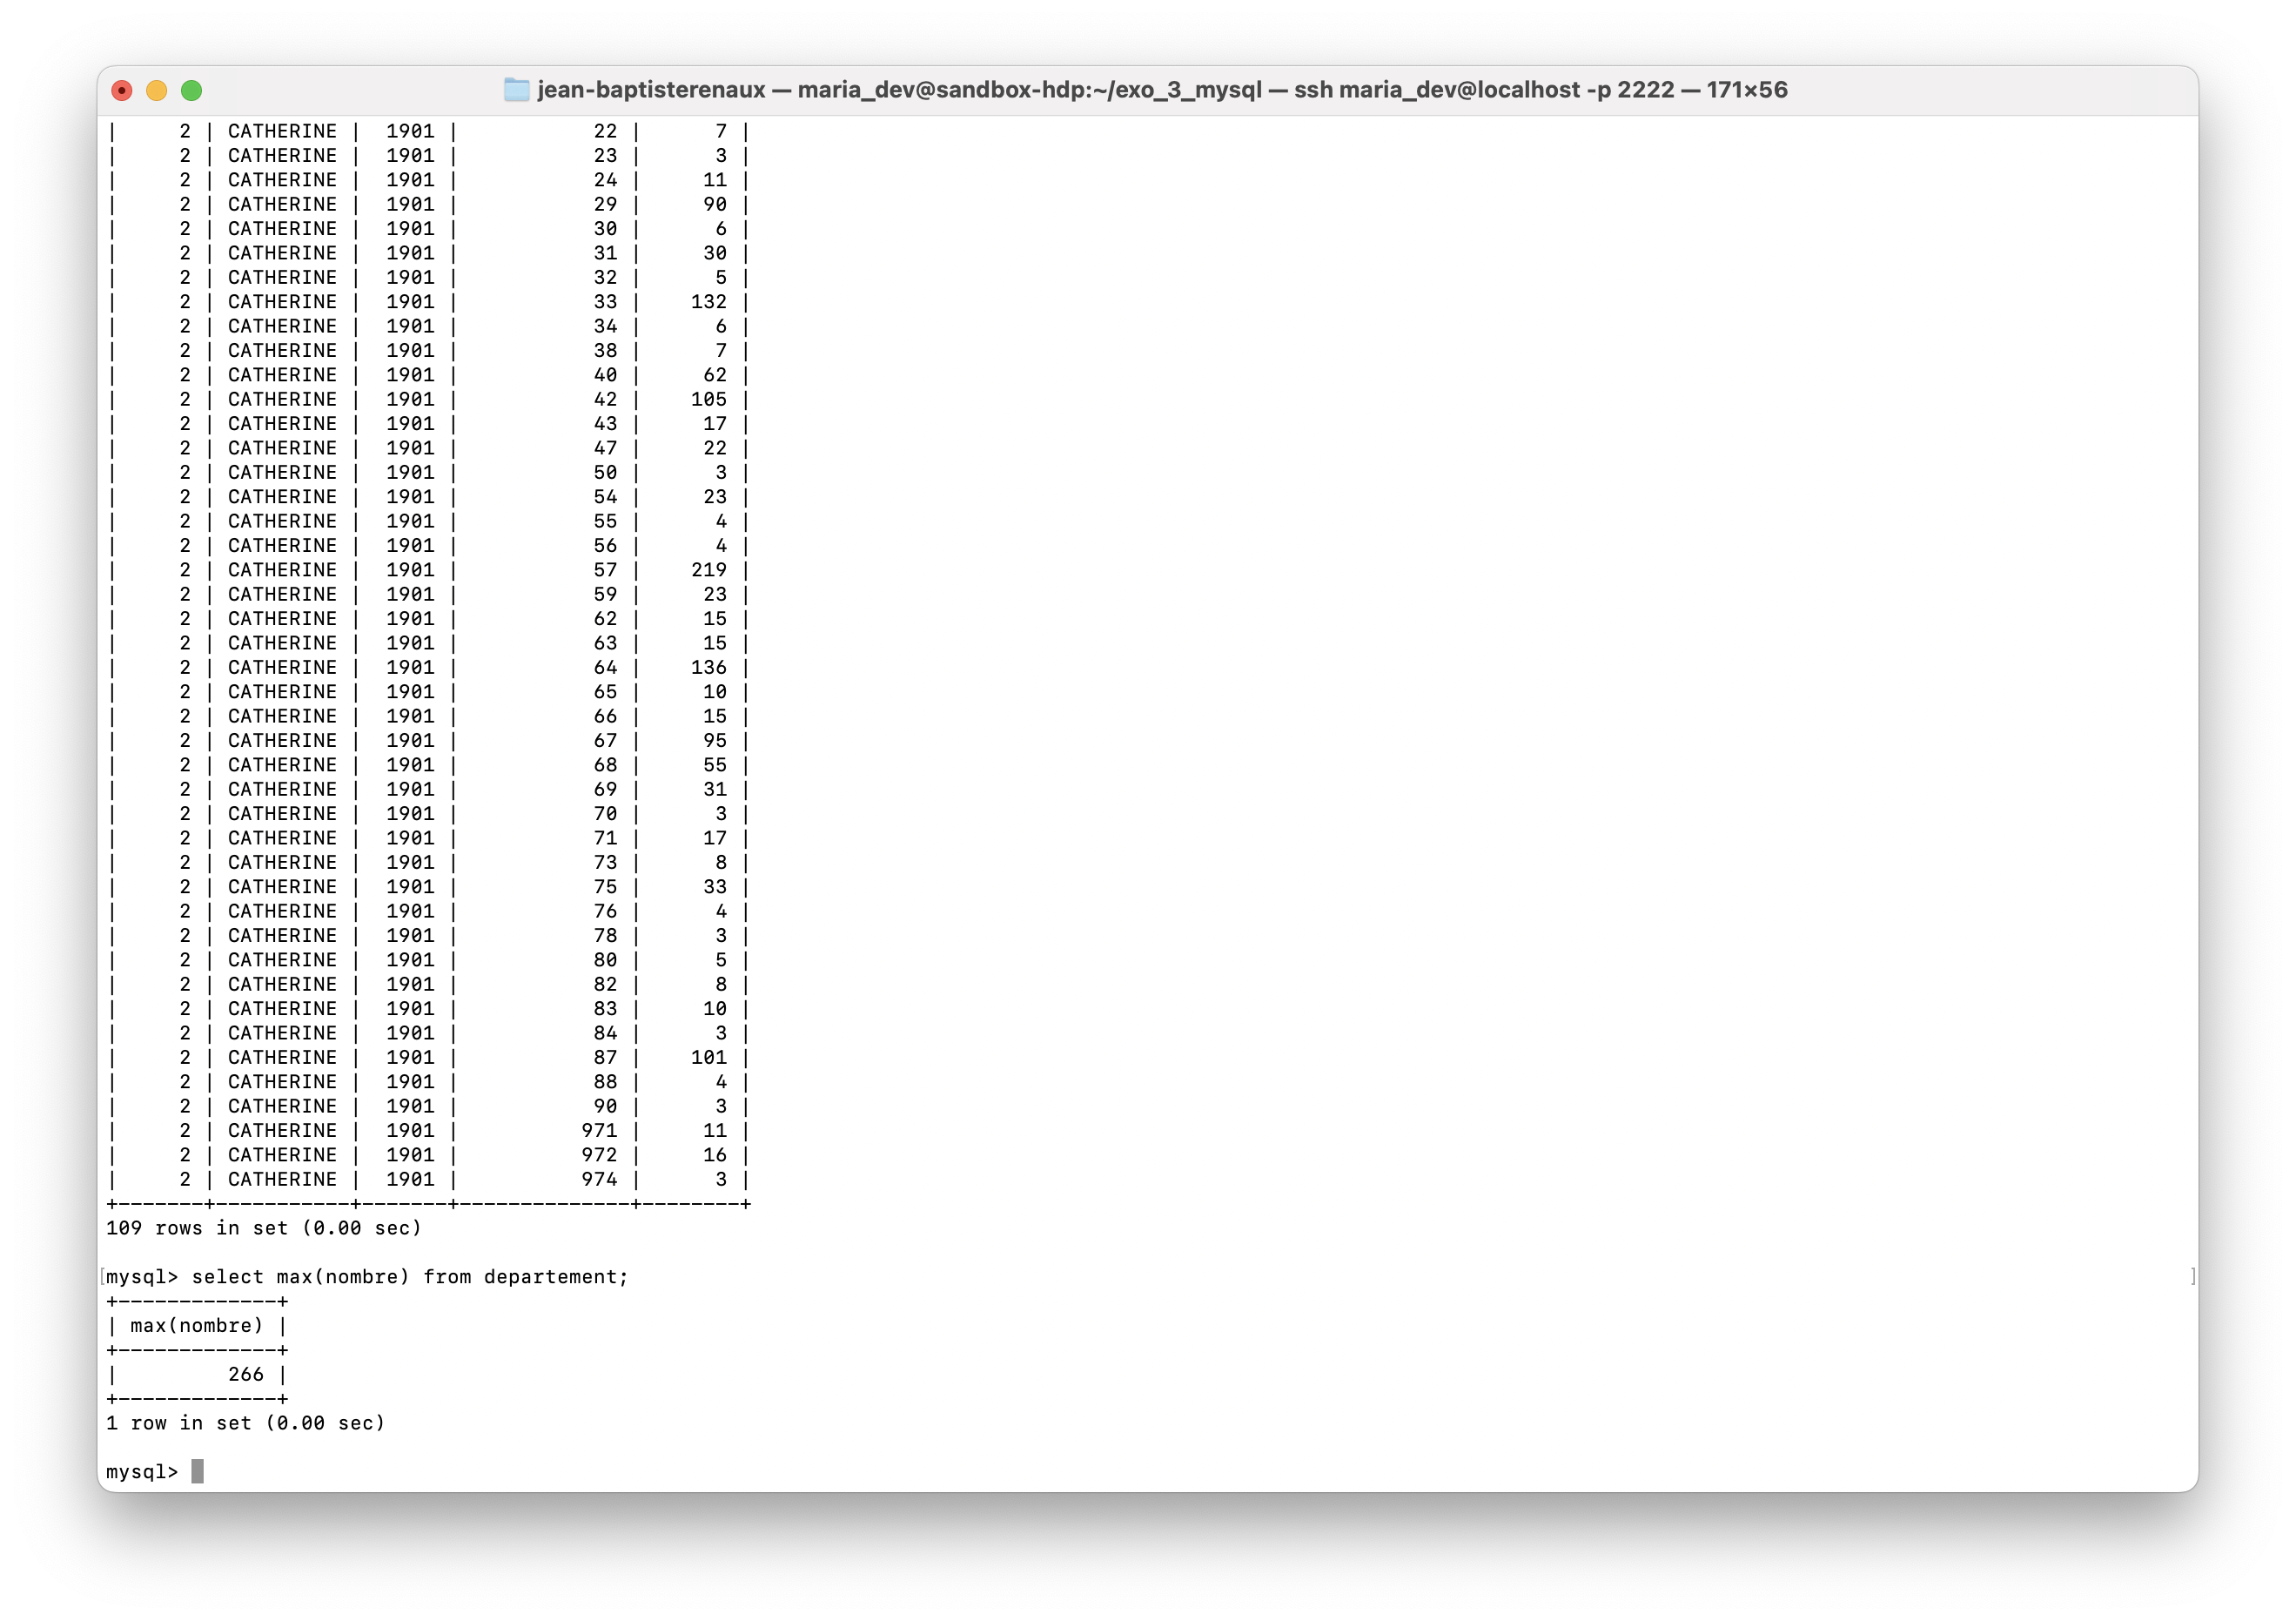 jean-baptisterenaux — maria_dev@sandbox-hdp:~/exo_3_mysql — ssh maria_dev@localhost -p 2222 — 171×56
|      2 | CATHERINE |  1901 |           22 |      7 |
|      2 | CATHERINE |  1901 |           23 |      3 |
|      2 | CATHERINE |  1901 |           24 |     11 |
|      2 | CATHERINE |  1901 |           29 |     90 |
|      2 | CATHERINE |  1901 |           30 |      6 |
|      2 | CATHERINE |  1901 |           31 |     30 |
|      2 | CATHERINE |  1901 |           32 |      5 |
|      2 | CATHERINE |  1901 |           33 |    132 |
|      2 | CATHERINE |  1901 |           34 |      6 |
|      2 | CATHERINE |  1901 |           38 |      7 |
|      2 | CATHERINE |  1901 |           40 |     62 |
|      2 | CATHERINE |  1901 |           42 |    105 |
|      2 | CATHERINE |  1901 |           43 |     17 |
|      2 | CATHERINE |  1901 |           47 |     22 |
|      2 | CATHERINE |  1901 |           50 |      3 |
|      2 | CATHERINE |  1901 |           54 |     23 |
|      2 | CATHERINE |  1901 |           55 |      4 |
|      2 | CATHERINE |  1901 |           56 |      4 |
|      2 | CATHERINE |  1901 |           57 |    219 |
|      2 | CATHERINE |  1901 |           59 |     23 |
|      2 | CATHERINE |  1901 |           62 |     15 |
|      2 | CATHERINE |  1901 |           63 |     15 |
|      2 | CATHERINE |  1901 |           64 |    136 |
|      2 | CATHERINE |  1901 |           65 |     10 |
|      2 | CATHERINE |  1901 |           66 |     15 |
|      2 | CATHERINE |  1901 |           67 |     95 |
|      2 | CATHERINE |  1901 |           68 |     55 |
|      2 | CATHERINE |  1901 |           69 |     31 |
|      2 | CATHERINE |  1901 |           70 |      3 |
|      2 | CATHERINE |  1901 |           71 |     17 |
|      2 | CATHERINE |  1901 |           73 |      8 |
|      2 | CATHERINE |  1901 |           75 |     33 |
|      2 | CATHERINE |  1901 |           76 |      4 |
|      2 | CATHERINE |  1901 |           78 |      3 |
|      2 | CATHERINE |  1901 |           80 |      5 |
|      2 | CATHERINE |  1901 |           82 |      8 |
|      2 | CATHERINE |  1901 |           83 |     10 |
|      2 | CATHERINE |  1901 |           84 |      3 |
|      2 | CATHERINE |  1901 |           87 |    101 |
|      2 | CATHERINE |  1901 |           88 |      4 |
|      2 | CATHERINE |  1901 |           90 |      3 |
|      2 | CATHERINE |  1901 |          971 |     11 |
|      2 | CATHERINE |  1901 |          972 |     16 |
|      2 | CATHERINE |  1901 |          974 |      3 |
+-------+-----------+-------+--------------+--------+
109 rows in set (0.00 sec)
[mysql> select max(nombre) from departement; ]
+-------------+
| max(nombre) |
+-------------+
|         266 |
+-------------+
1 row in set (0.00 sec)
mysql>